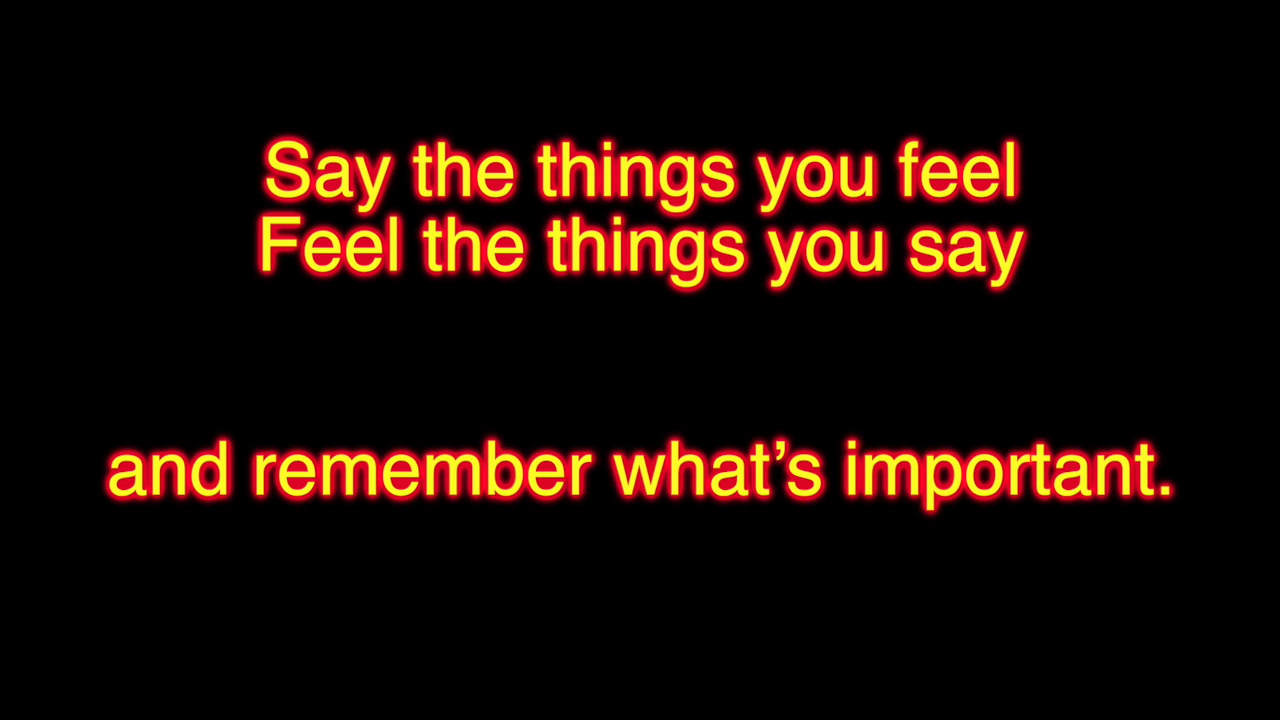 Say the things you feel
Feel the things you say
and remember what’s important.